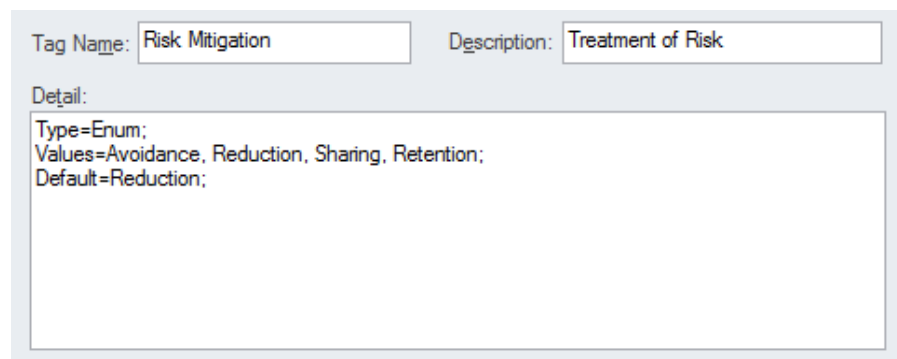 Tag Name: Risk Mitigation Description: Treatment of Risk
Detail:
Type=Enum;
Values=Avoidance, Reduction, Sharing, Retention;
Default=Reduction;